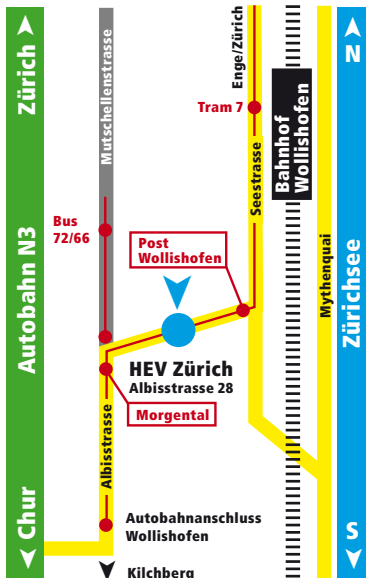 Zürich
Autobahn N3
Chur
Mutschellenstrasse
Enge/Zürich
Tram 7
Seestrasse
Bahnhof
Wollishofen
N
Zürichsee
S
Mythenquai
Bus
72/66
Post
Wollishofen
HEV Zürich
Albisstrasse 28
Morgental
Albisstrasse
Autobahnanschluss
Wollishofen
Kilchberg